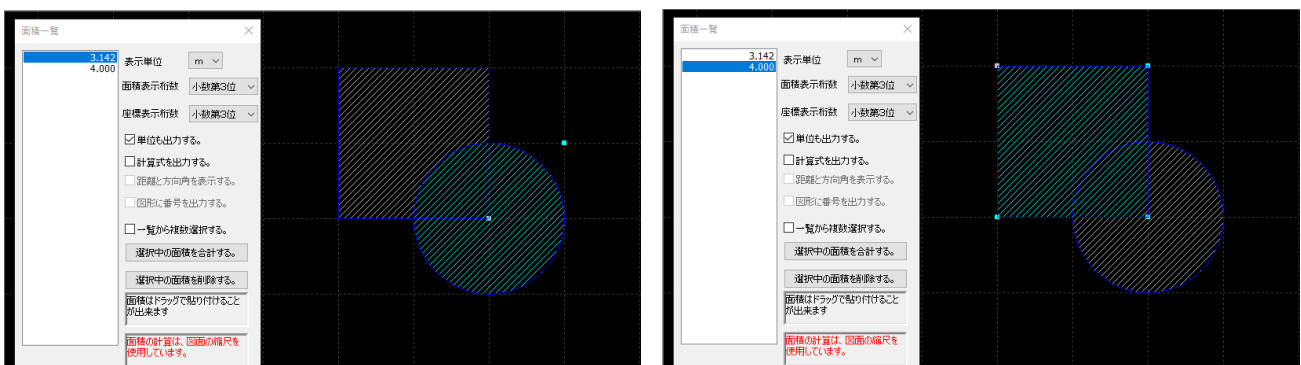 面積一覧
3.142
4.000
表示単位 m
面積表示桁数 小数第3位
座標表示桁数 小数第3位
単位も出力する。
計算式を出力する。
距離と方向角を表示する。
図形に番号を出力する。
一覧から複数選択する。
選択中の面積を合計する。
選択中の面積を削除する。
面積はドラッグで貼り付けること
が出来ます
面積の計算は、図面の縮尺を
使用しています。
面積一覧
3.142
4.000
表示単位 m
面積表示桁数 小数第3位
座標表示桁数 小数第3位
単位も出力する。
計算式を出力する。
距離と方向角を表示する。
図形に番号を出力する。
一覧から複数選択する。
選択中の面積を合計する。
選択中の面積を削除する。
面積はドラッグで貼り付けること
が出来ます
面積の計算は、図面の縮尺を
使用しています。